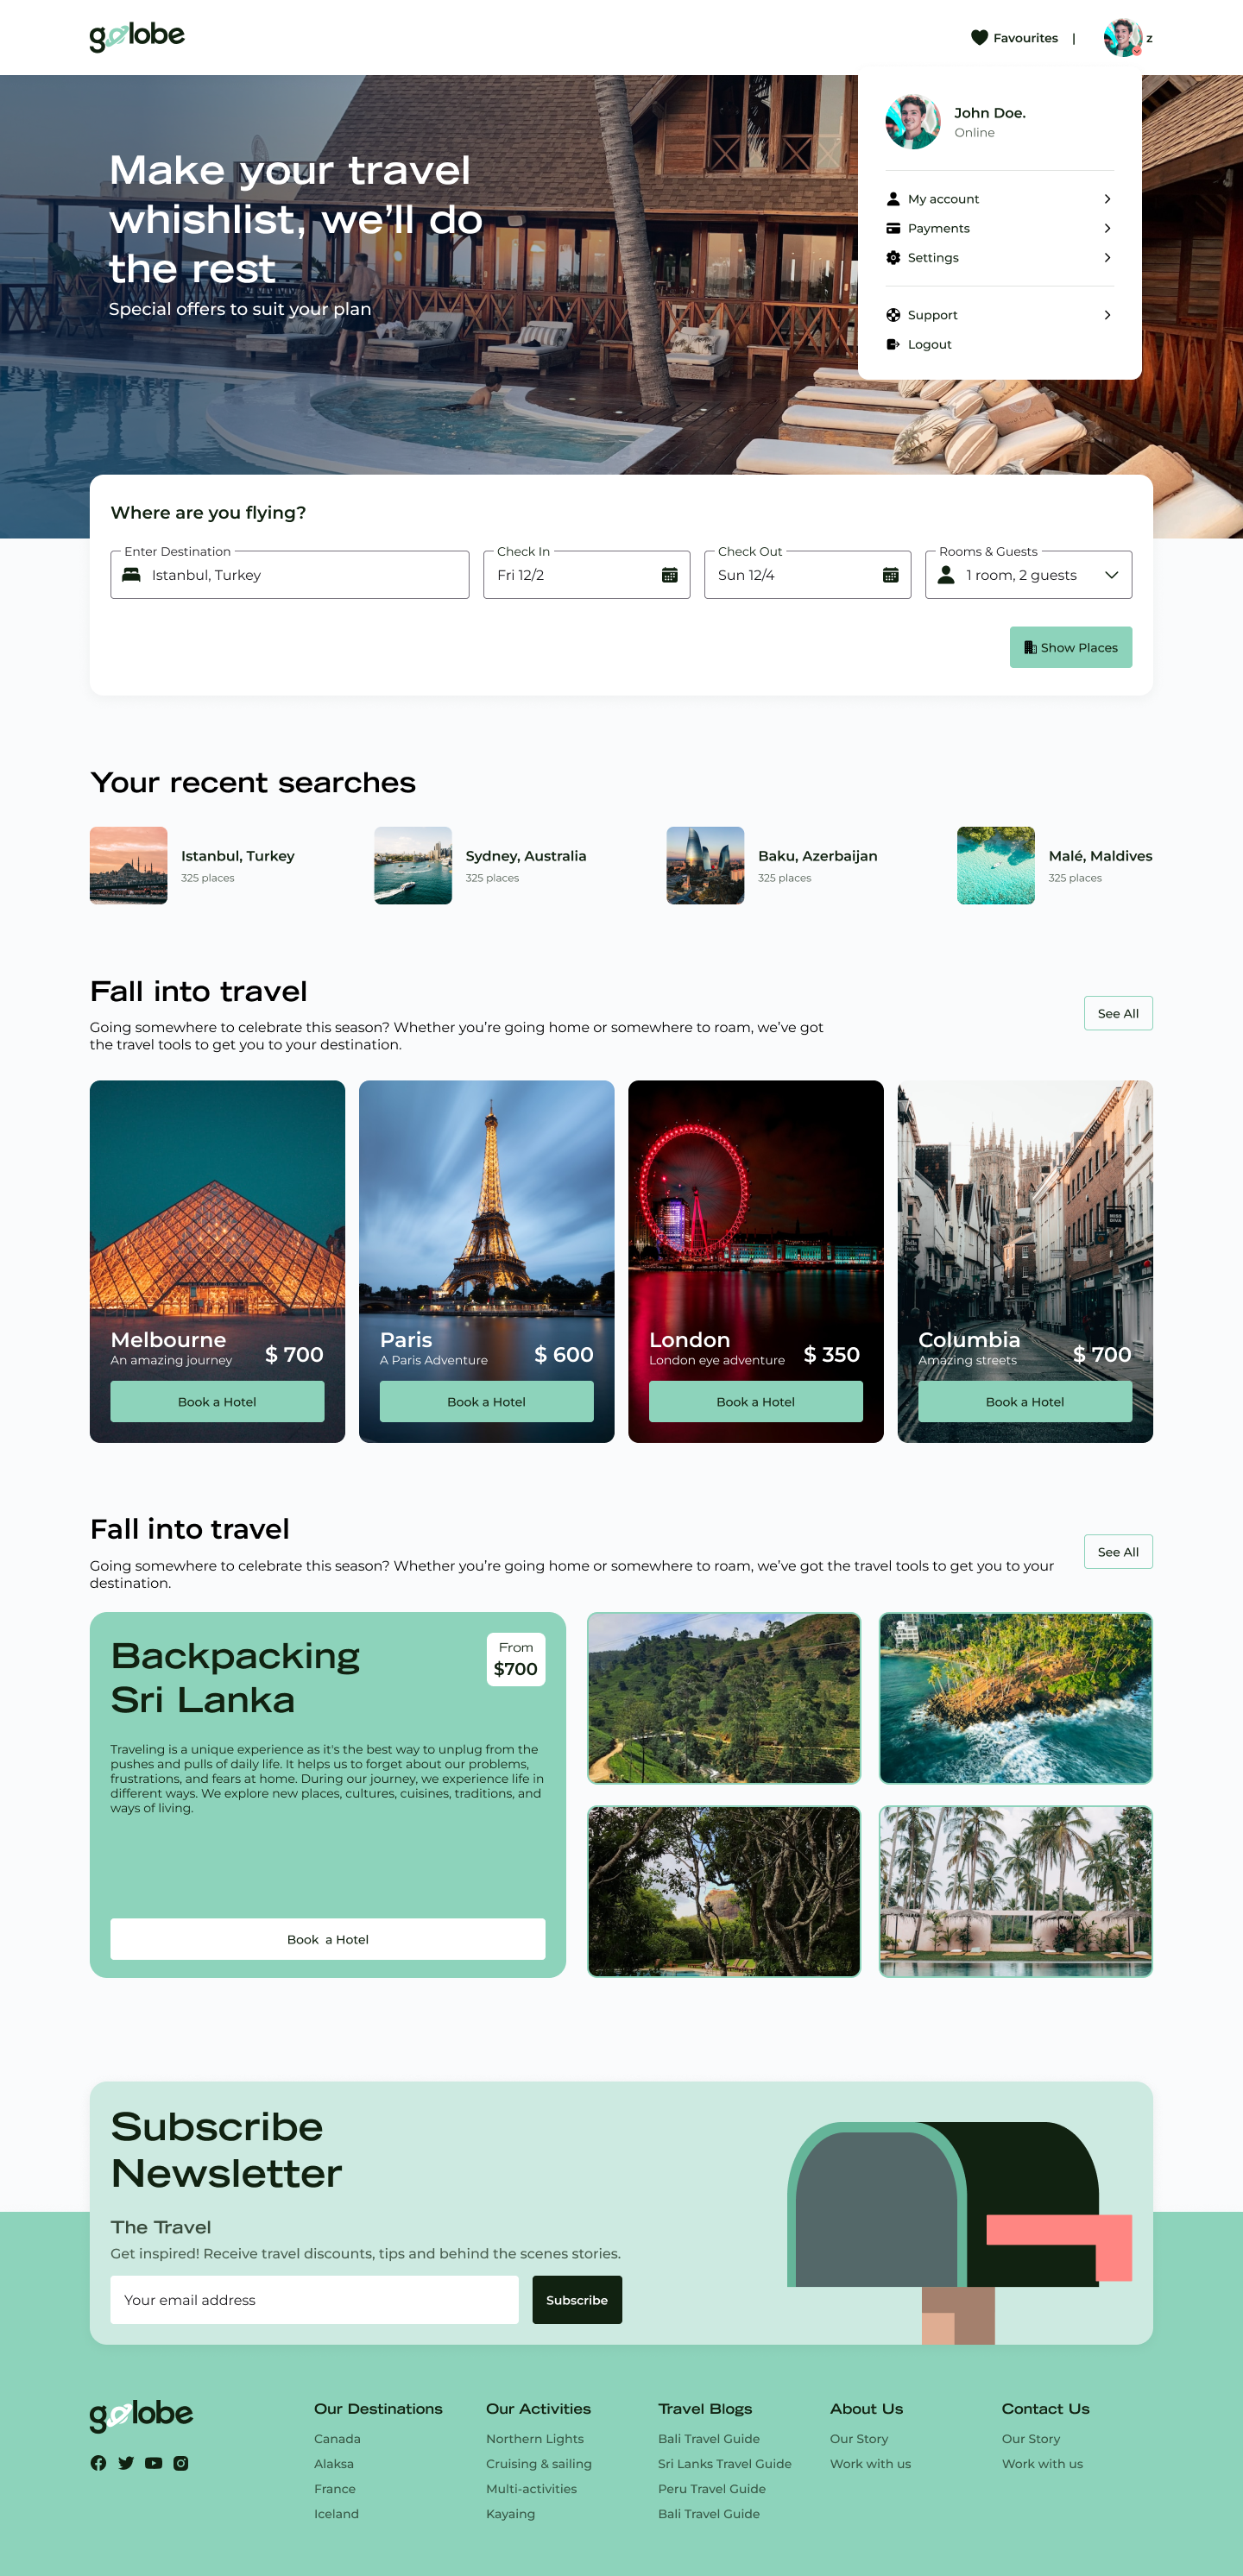 golobe
Favourites
|
z
John Doe.
Online
My account
Payments
Settings
Support
Logout
Make your travel
whishlist, we’ll do
the rest
Special offers to suit your plan
Where are you flying?
Enter Destination
Istanbul, Turkey
Check In
Fri 12/2
Check Out
Sun 12/4
Rooms & Guests
1 room, 2 guests
Show Places
Your recent searches
Istanbul, Turkey
325 places
Sydney, Australia
325 places
Baku, Azerbaijan
325 places
Malé, Maldives
325 places
Fall into travel
Going somewhere to celebrate this season? Whether you’re going home or somewhere to roam, we’ve got
the travel tools to get you to your destination.
See All
Melbourne
An amazing journey
$ 700
Book a Hotel
Paris
A Paris Adventure
$ 600
Book a Hotel
London
London eye adventure
$ 350
Book a Hotel
MISS
DIVA
Columbia
Amazing streets
$ 700
Book a Hotel
Fall into travel
Going somewhere to celebrate this season? Whether you’re going home or somewhere to roam, we’ve got the travel tools to get you to your
destination.
See All
Backpacking
Sri Lanka
From
$700
Traveling is a unique experience as it's the best way to unplug from the
pushes and pulls of daily life. It helps us to forget about our problems,
frustrations, and fears at home. During our journey, we experience life in
different ways. We explore new places, cultures, cuisines, traditions, and
ways of living.
Book  a Hotel
Subscribe
Newsletter
The Travel
Get inspired! Receive travel discounts, tips and behind the scenes stories.
Your email address
Subscribe
golobe
Our Destinations
Canada
Alaksa
France
Iceland
Our Activities
Northern Lights
Cruising & sailing
Multi-activities
Kayaing
Travel Blogs
Bali Travel Guide
Sri Lanks Travel Guide
Peru Travel Guide
Bali Travel Guide
About Us
Our Story
Work with us
Contact Us
Our Story
Work with us